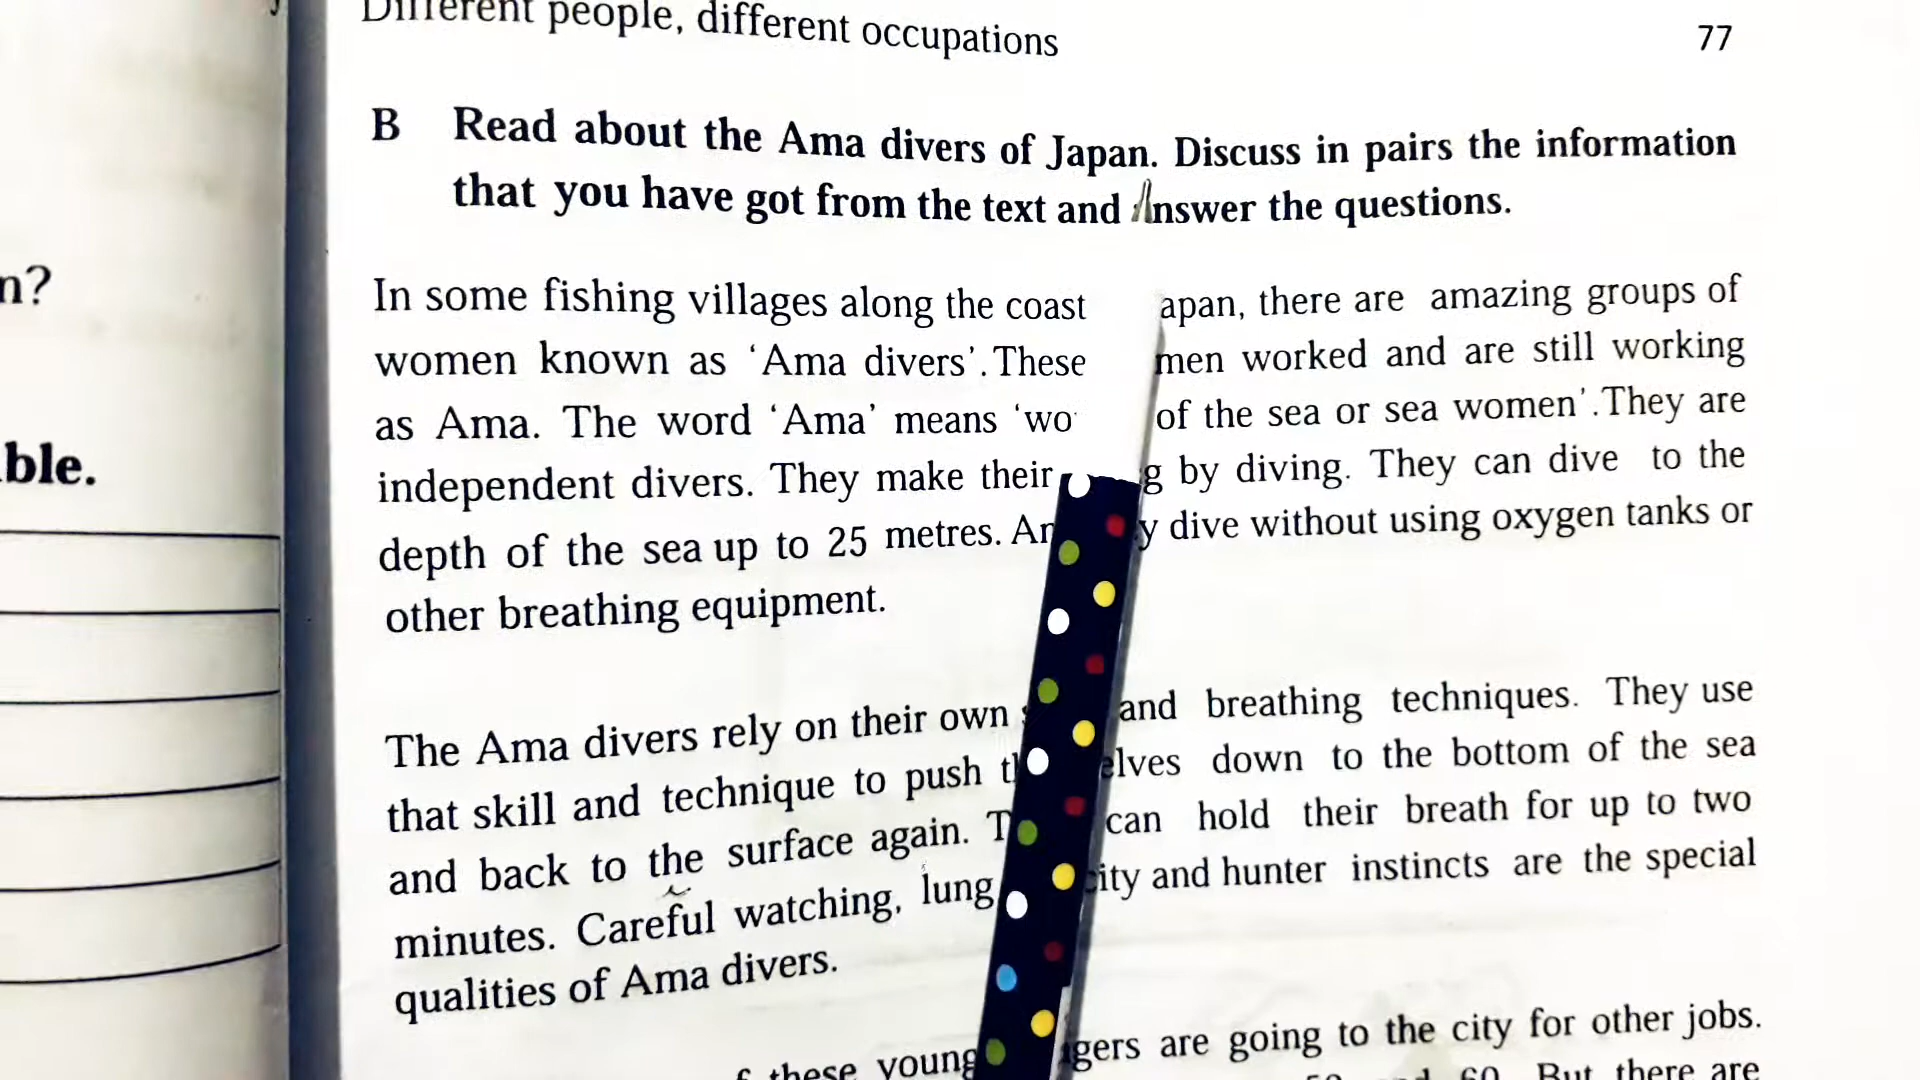 Different people, different occupations
77
B Read about the Ama divers of Japan. Discuss in pairs the information
that you have got from the text and answer the questions.
n?
ble.
In some fishing villages along the coast apan, there are amazing groups of
women known as ‘Ama divers’.These men worked and are still working
as Ama. The word ‘Ama’ means ‘wo of the sea or sea women’.They are
independent divers. They make their g by diving. They can dive to the
depth of the sea up to 25 metres. An y dive without using oxygen tanks or
other breathing equipment.
The Ama divers rely on their own and breathing techniques. They use
that skill and technique to push th elves down to the bottom of the sea
and back to the surface again. T can hold their breath for up to two
minutes. Careful watching, lung city and hunter instincts are the special
qualities of Ama divers.
f these young gers are going to the city for other jobs.
60. But there are